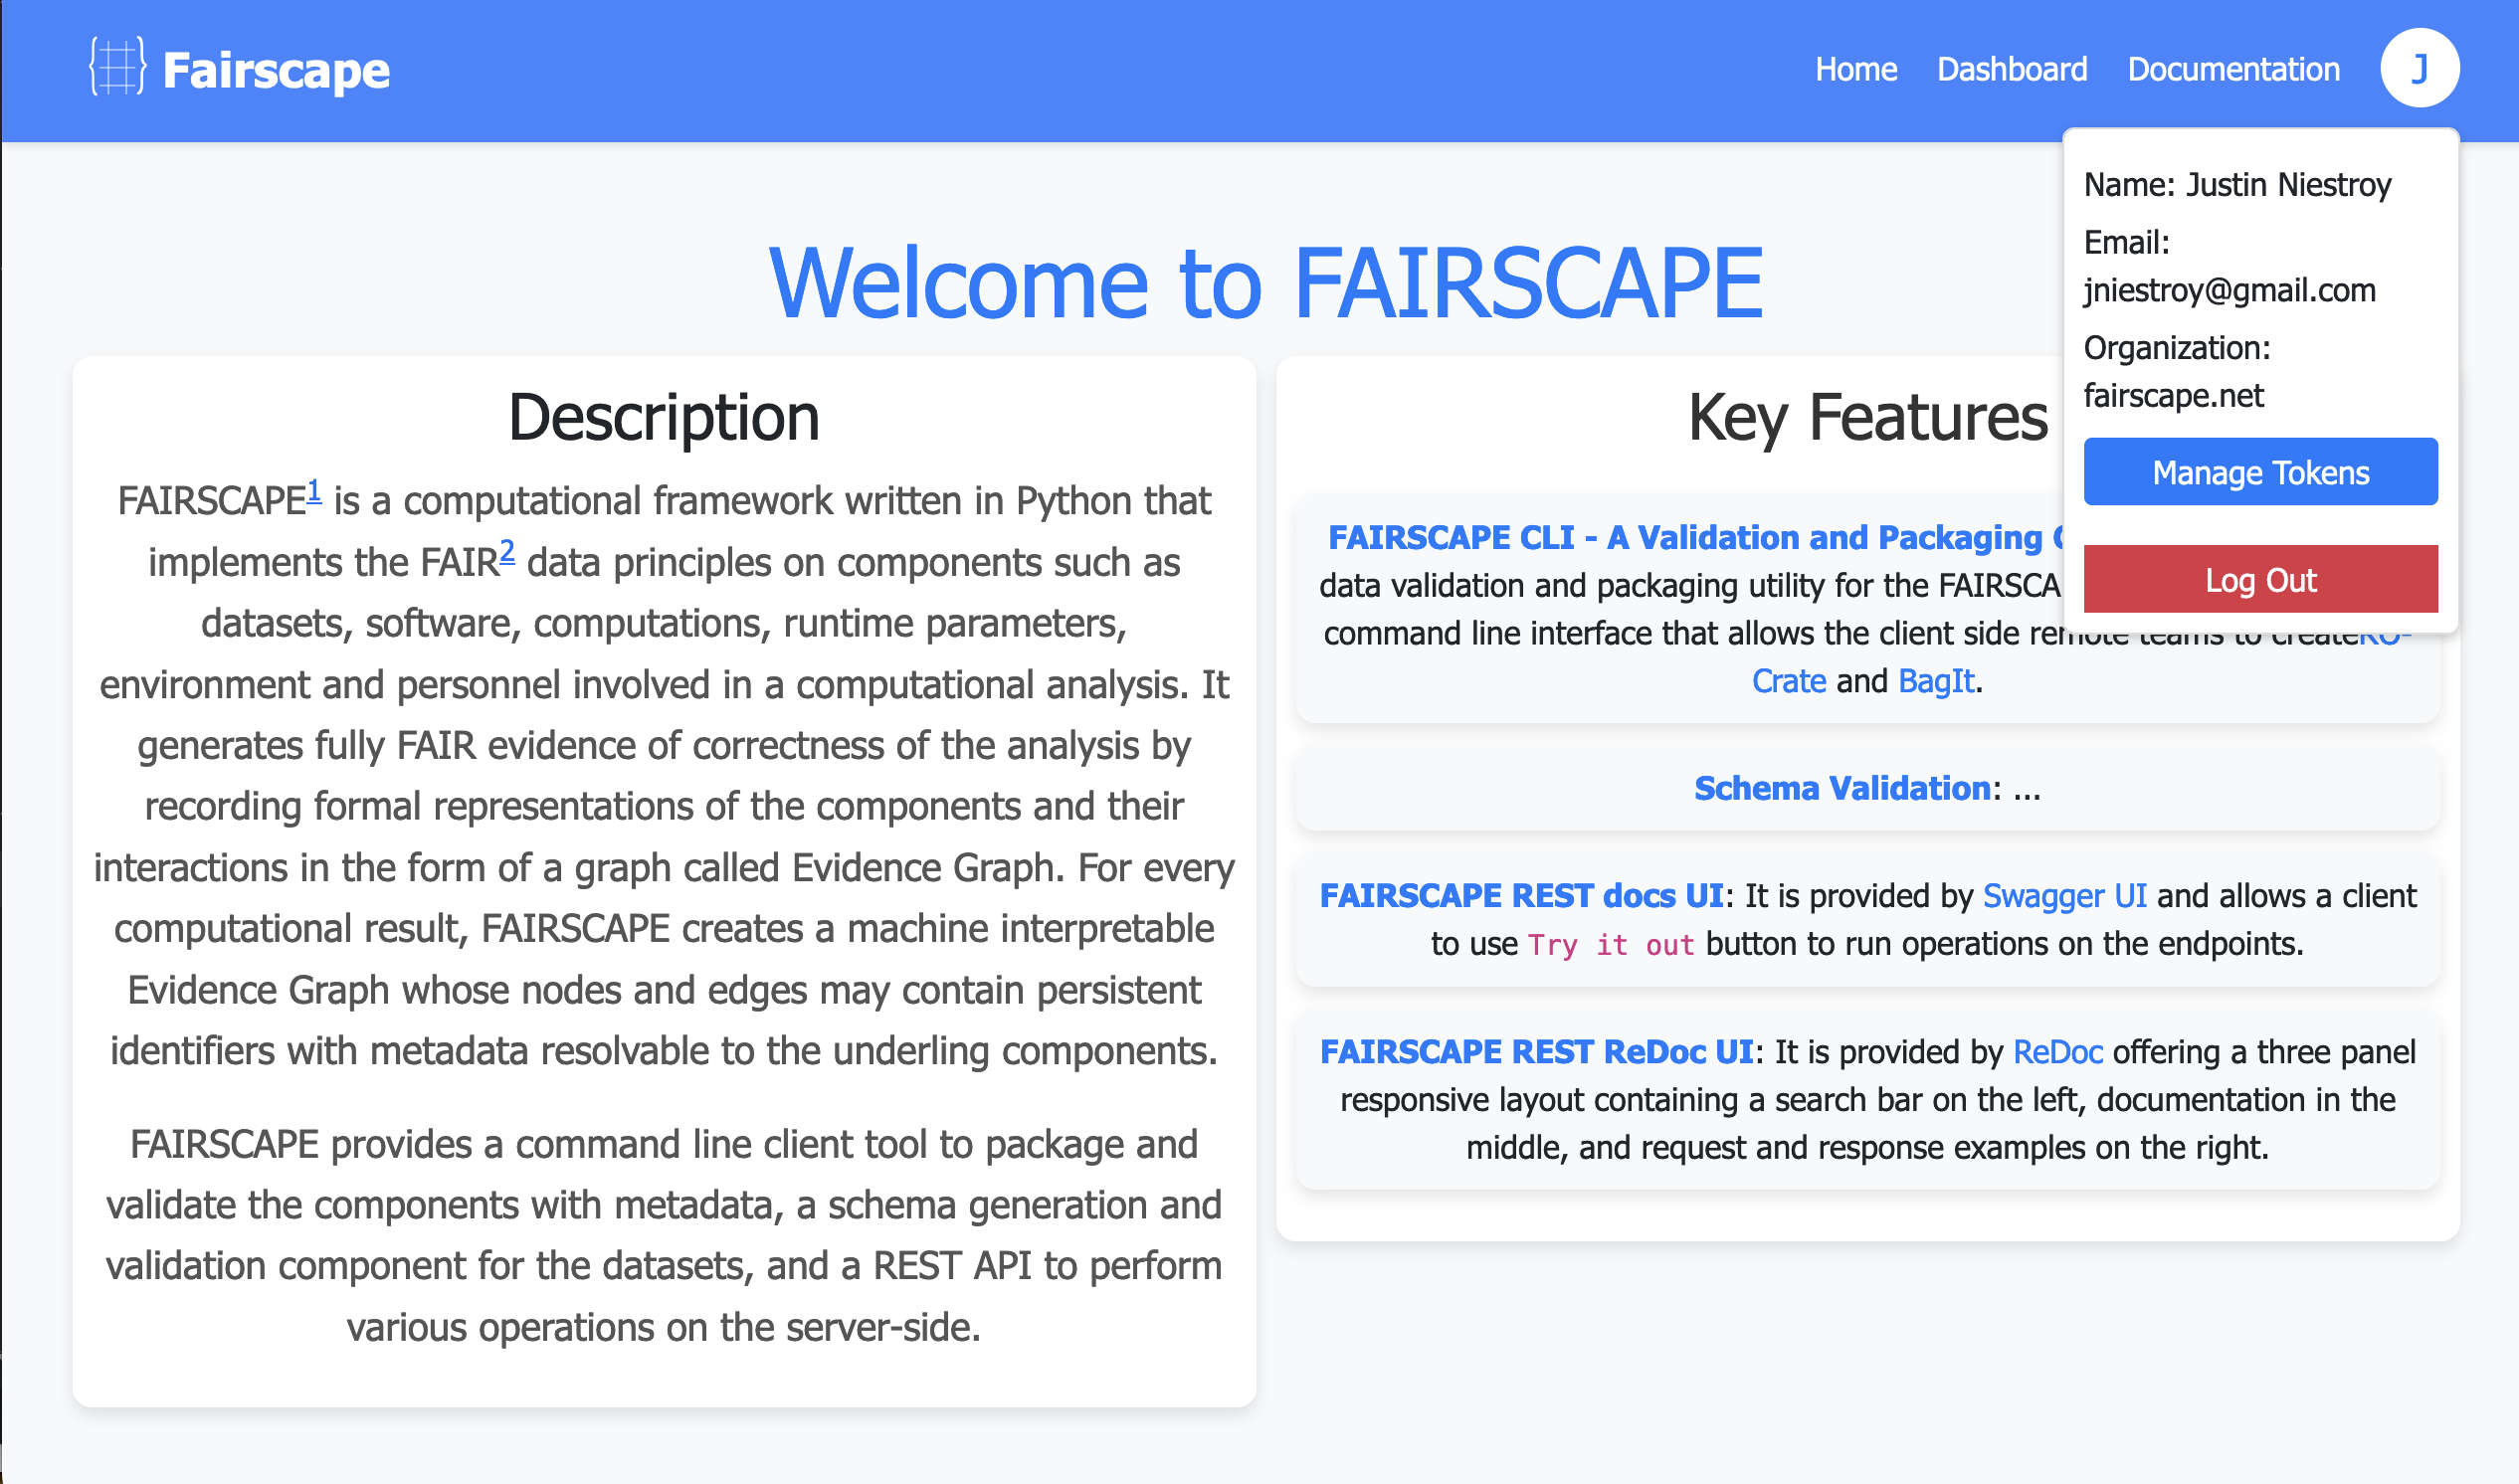 Fairscape
Home
Dashboard
Documentation
J
Name: Justin Niestroy
Email:
jniestroy@gmail.com
Organization:
fairscape.net
Manage Tokens
Log Out
Welcome to FAIRSCAPE
Description
FAIRSCAPE1 is a computational framework written in Python that
implements the FAIR2 data principles on components such as
datasets, software, computations, runtime parameters,
environment and personnel involved in a computational analysis. It
generates fully FAIR evidence of correctness of the analysis by
recording formal representations of the components and their
interactions in the form of a graph called Evidence Graph. For every
computational result, FAIRSCAPE creates a machine interpretable
Evidence Graph whose nodes and edges may contain persistent
identifiers with metadata resolvable to the underling components.
FAIRSCAPE provides a command line client tool to package and
validate the components with metadata, a schema generation and
validation component for the datasets, and a REST API to perform
various operations on the server-side.
Key Features
FAIRSCAPE CLI - A Validation and Packaging
data validation and packaging utility for the FAIRSCA
command line interface that allows the client side remote teams to createRO-
Crate and BagIt.
Schema Validation: ...
FAIRSCAPE REST docs UI: It is provided by Swagger UI and allows a client
to use Try it out button to run operations on the endpoints.
FAIRSCAPE REST ReDoc UI: It is provided by ReDoc offering a three panel
responsive layout containing a search bar on the left, documentation in the
middle, and request and response examples on the right.